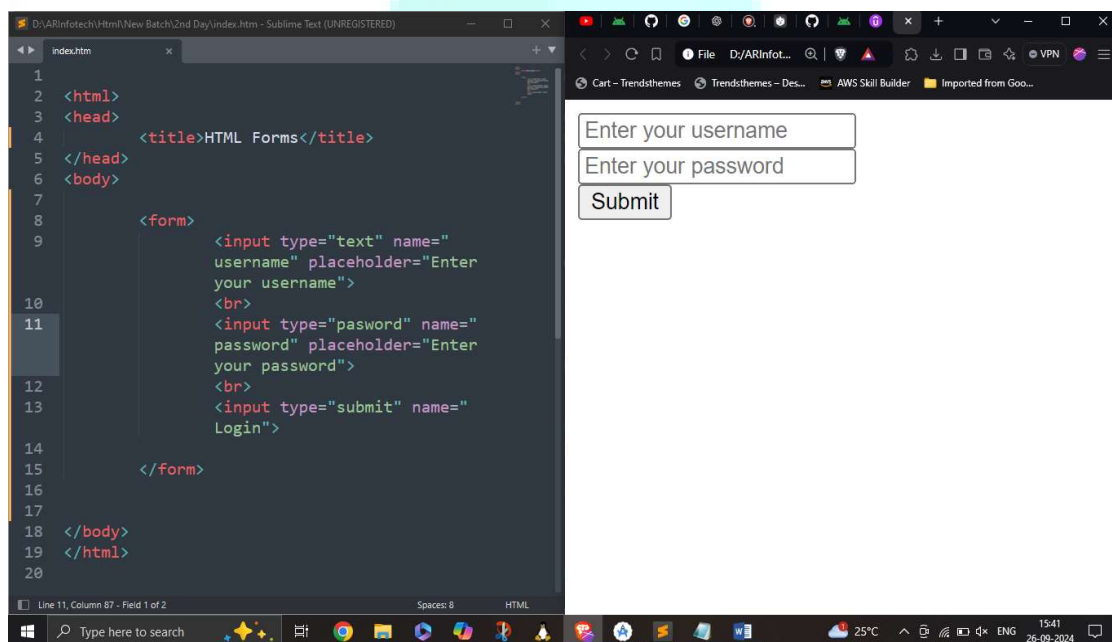 D:\ARInfotech\Html\New Batch\2nd Day\index.htm - Sublime Text (UNREGISTERED)
index.htm
1
2 <html>
3 <head>
4 <title>HTML Forms</title>
5 </head>
6 <body>
7
8 <form>
9 <input type="text" name="
username" placeholder="Enter
your username">
10 <br>
11 <input type="pasword" name="
password" placeholder="Enter
your password">
12 <br>
13 <input type="submit" name="
Login">
14
15 </form>
16
17
18 </body>
19 </html>
20
Line 11, Column 87 - Field 1 of 2 Spaces: 8 HTML
File D:/ARInfot... VPN
Cart – Trendsthemes Trendsthemes – Des... AWS Skill Builder Imported from Goo...
Enter your username
Enter your password
Submit
Type here to search 25°C ENG 15:41
26-09-2024